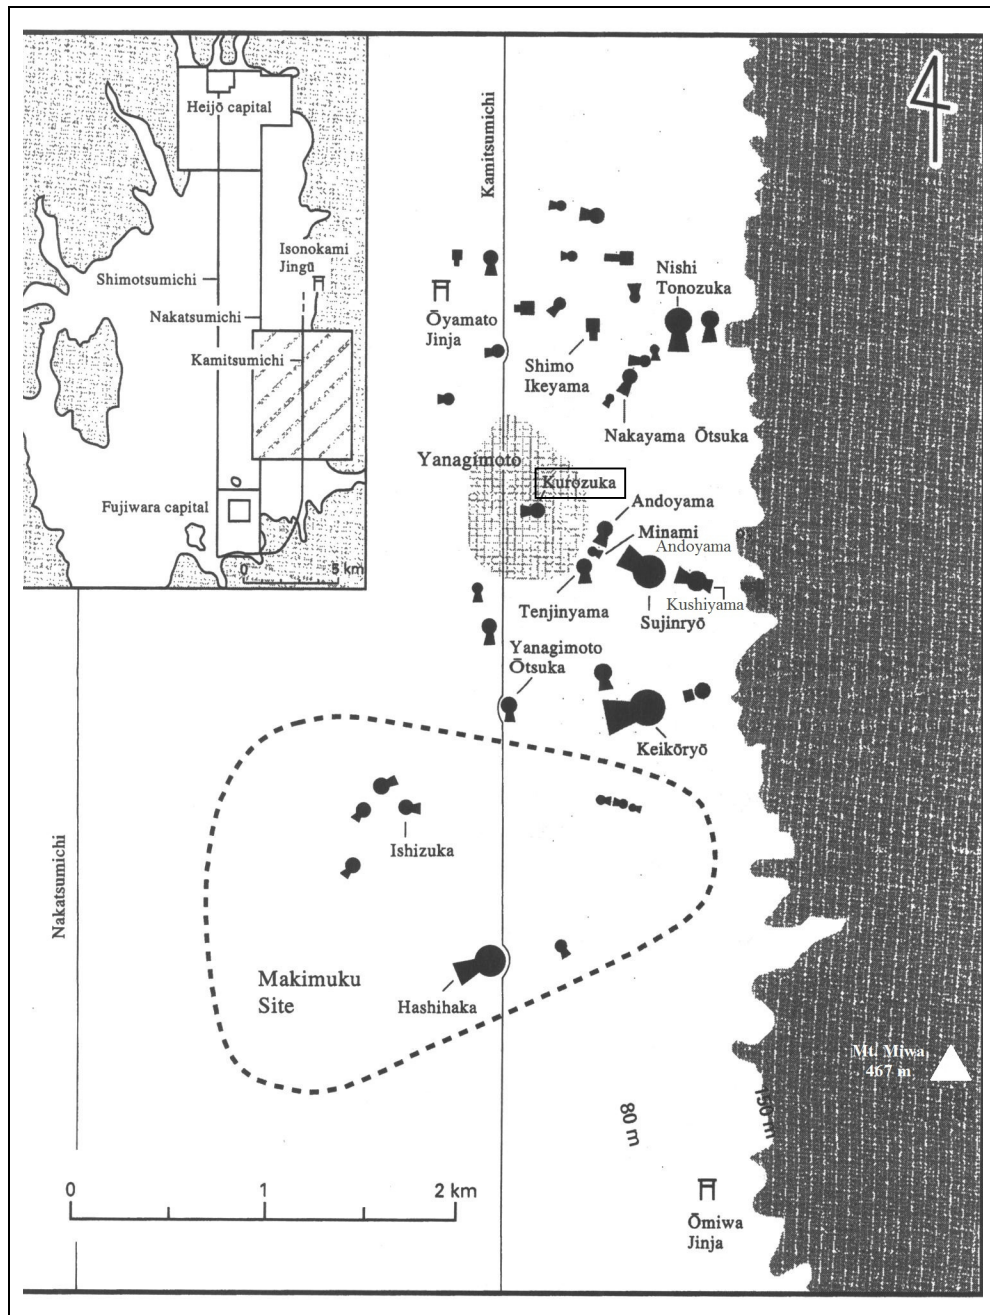 Heijō capital
Isonokami
Jingū
Shimotsumichi
Nakatsumichi
Kamitsumichi
Fujiwara capital
0
5 km
Kamitsumichi
Ōyamato
Jinja
Nishi
Tonozuka
Shimo
Ikeyama
Nakayama Ōtsuka
Yanagimoto
Kurozuka
Andoyama
Minami
Andoyama
Tenjinyama
Kushiyama
Sujinryō
Yanagimoto
Ōtsuka
Keikōryō
Nakatsumichi
Ishizuka
Makimuku
Site
Hashihaka
Mt. Miwa
467 m
80 m
150 m
0
1
2 km
Ōmiwa
Jinja